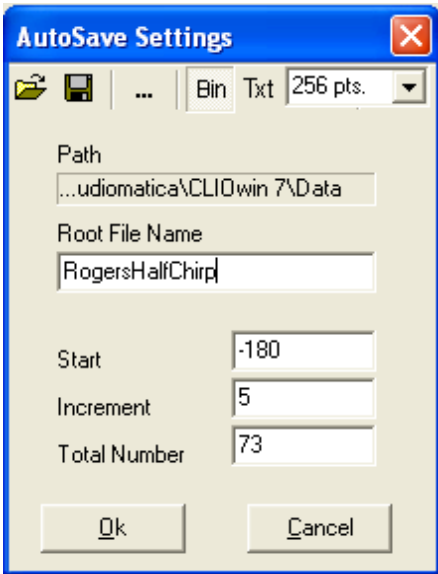 AutoSave Settings
... Bin Txt 256 pts.
Path
...udiomatica\CLIOwin 7\Data
Root File Name
RogersHalfChirp
Start -180
Increment 5
Total Number 73
Ok Cancel